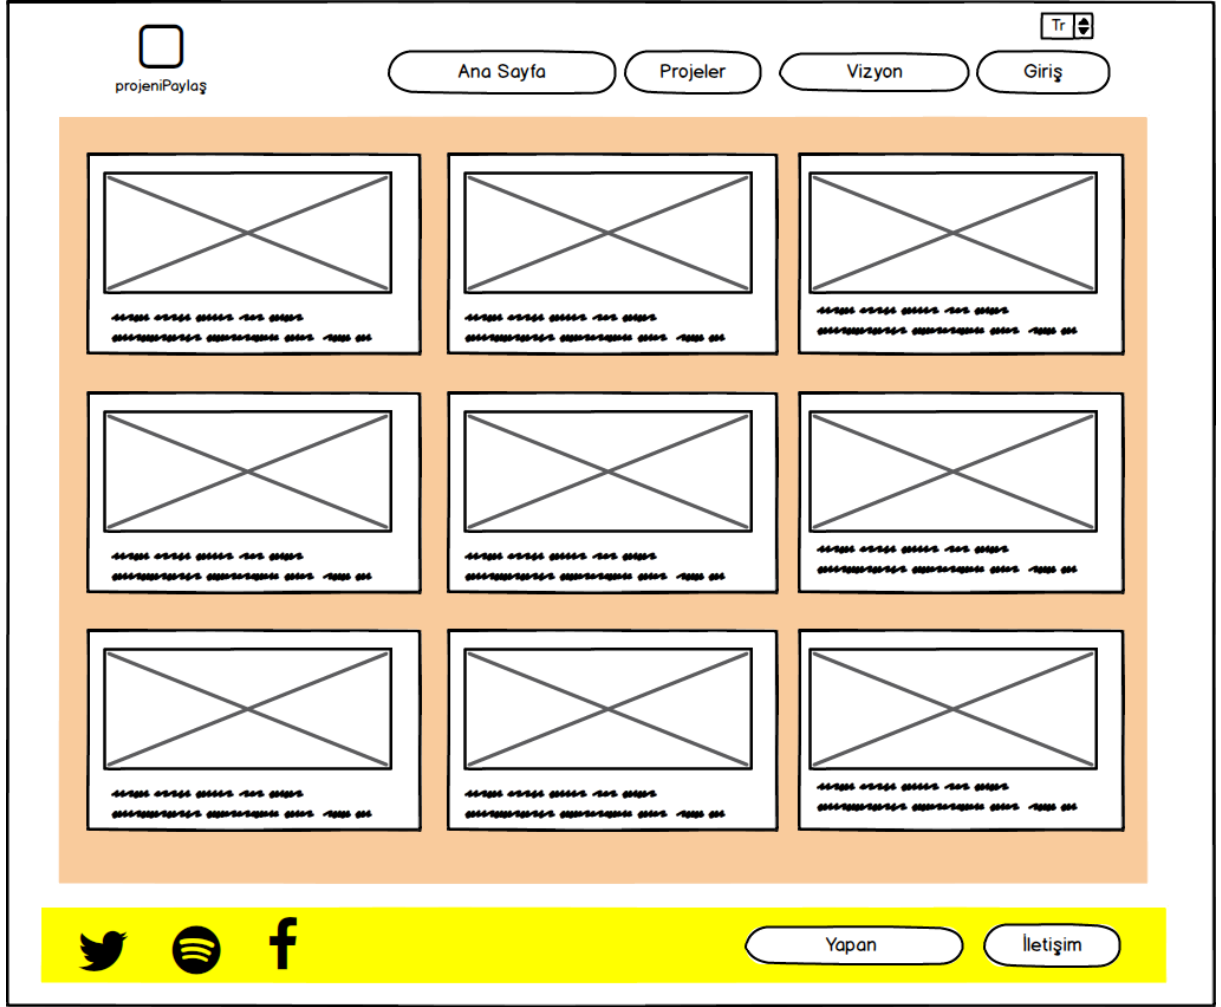 Tr
projeniPaylaş
Ana Sayfa
Projeler
Vizyon
Giriş
Yapan
İletişim